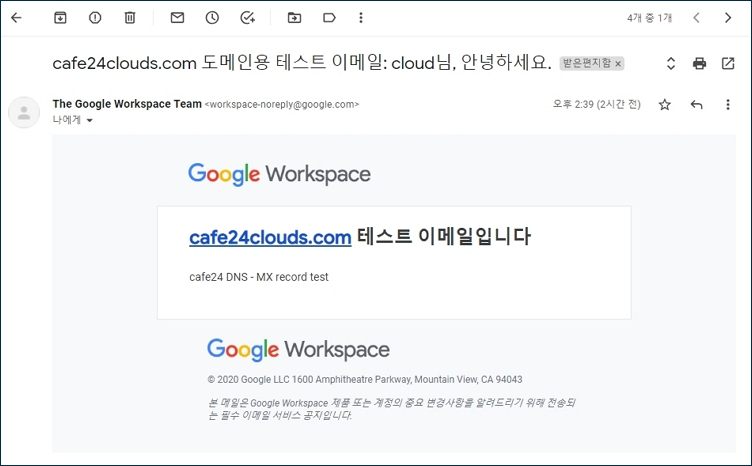 4개 중 1개
cafe24clouds.com 도메인용 테스트 이메일: cloud님, 안녕하세요. 받은편지함 x
The Google Workspace Team <workspace-noreply@google.com> 오후 2:39 (2시간 전)
나에게
Google Workspace
cafe24clouds.com 테스트 이메일입니다
cafe24 DNS - MX record test
Google Workspace
© 2020 Google LLC 1600 Amphitheatre Parkway, Mountain View, CA 94043
본 메일은 Google Workspace 제품 또는 계정의 중요 변경사항을 알려드리기 위해 전송되
는 필수 이메일 서비스 공지입니다.